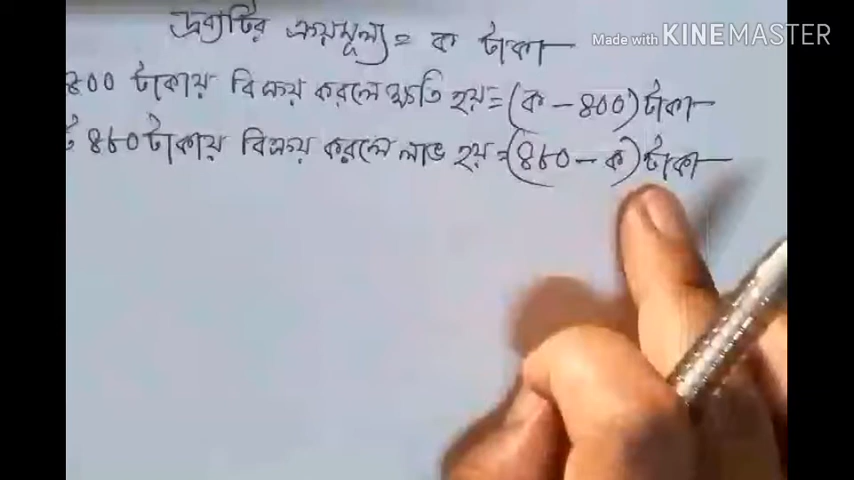 দ্রব্যটির ক্রয়মূল্য = ক টাকা
Made with KINEMASTER
৪০০ টাকায় বিক্রয় করলে ক্ষতি হয় = (ক - ৪০০) টাকা
৪৮০ টাকায় বিক্রয় করলে লাভ হয় = (৪৮০ - ক) টাকা